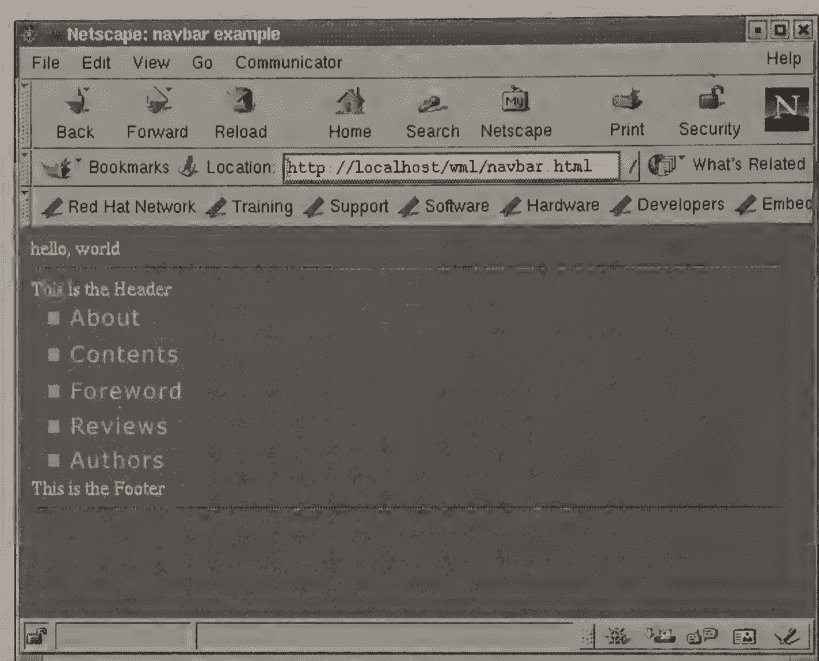 Netscape: navbar example
File Edit View Go Communicator Help
My N
Back Forward Reload Home Search Netscape Print Security
Bookmarks Location: http://localhost/wml/navbar.html What's Related
Red Hat Network Training Support Software Hardware Developers Embed
hello, world
This is the Header
About
Contents
Foreword
Reviews
Authors
This is the Footer